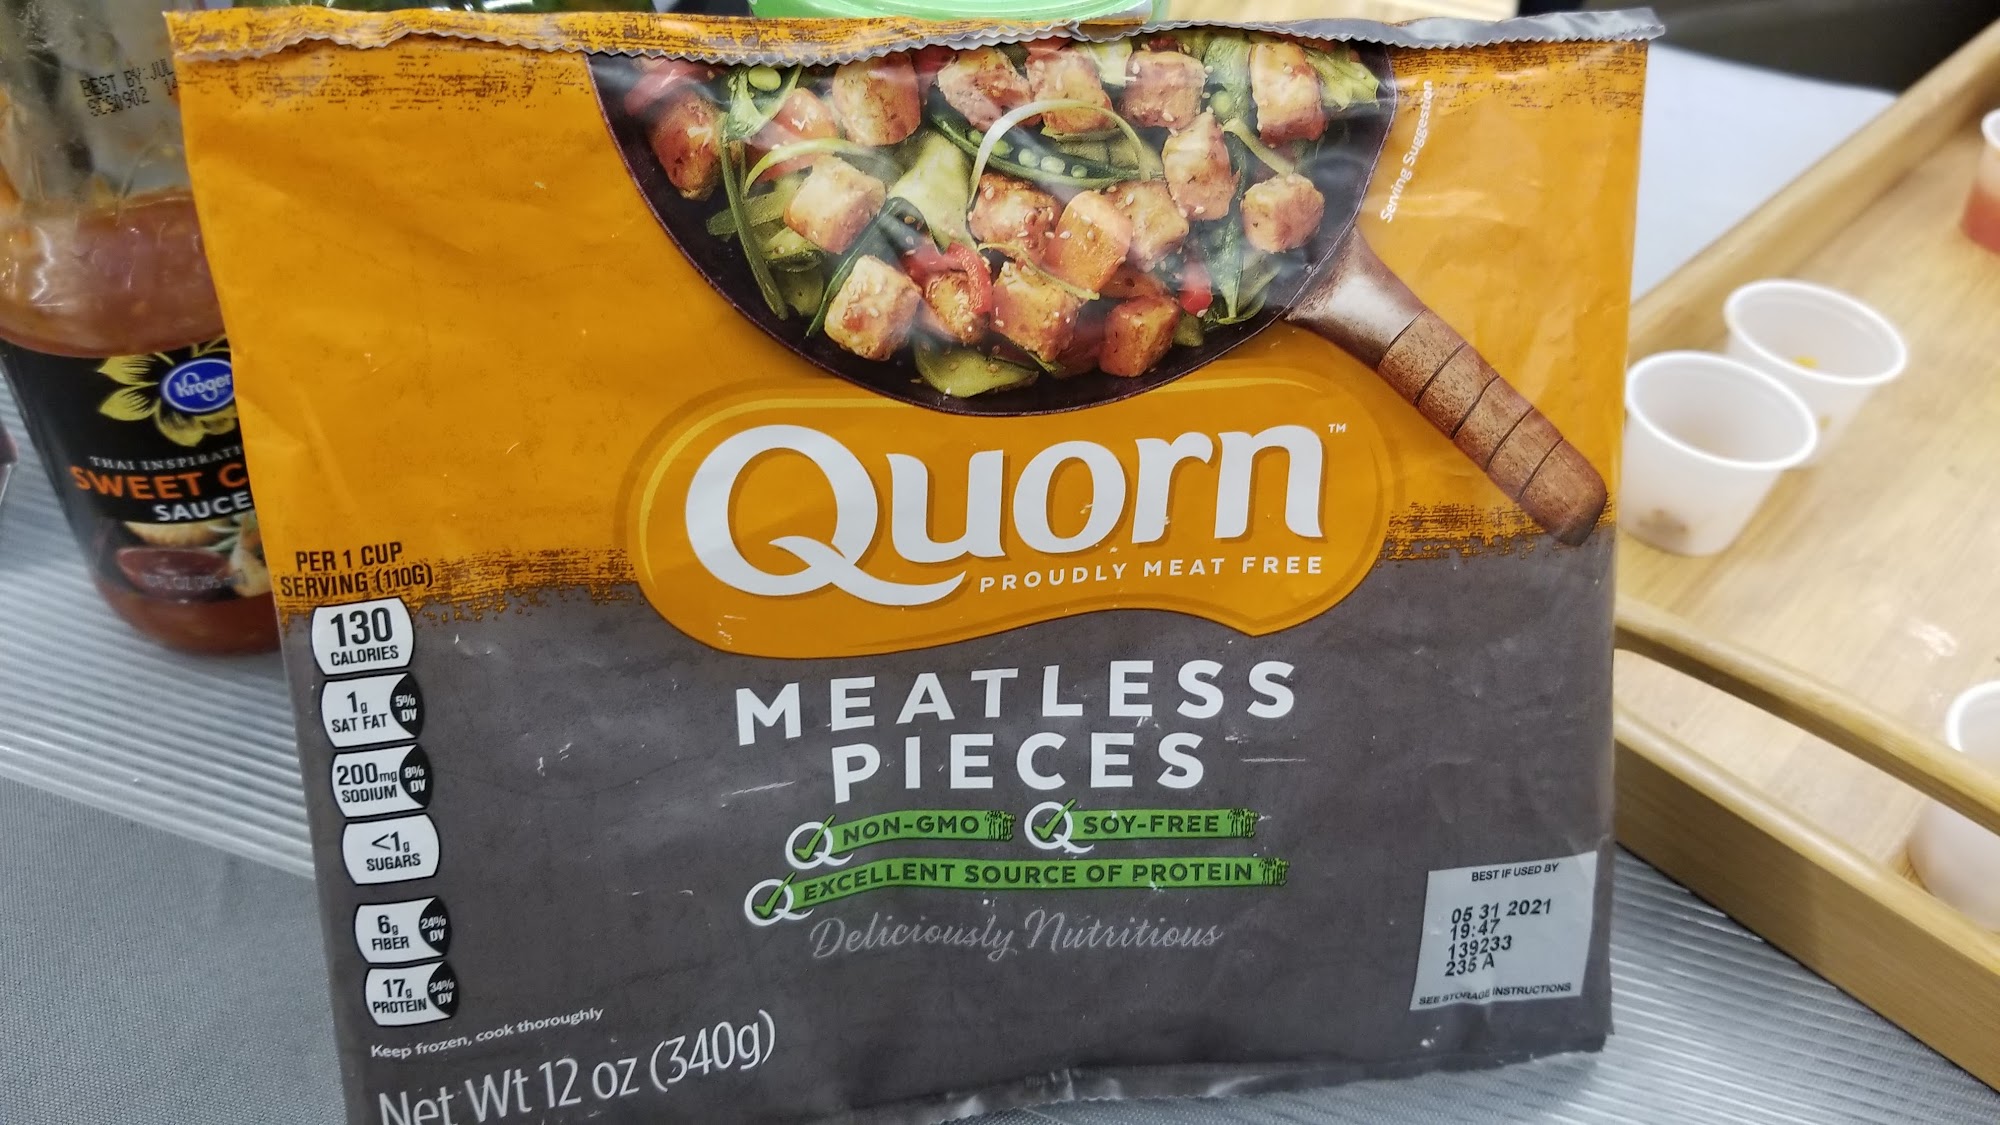 BEST BY JUL
SCS0902
Kroger
THAI INSPIRATI
SWEET C
SAUCE
Serving Suggestion
Quorn™
PROUDLY MEAT FREE
MEATLESS
PIECES
NON-GMO
SOY-FREE
EXCELLENT SOURCE OF PROTEIN
Deliciously Nutritious
PER 1 CUP
SERVING (110G)
130
CALORIES
1g
SAT FAT
5%
DV
200mg
SODIUM
8%
DV
<1g
SUGARS
6g
FIBER
24%
DV
17g
PROTEIN
34%
DV
Keep frozen, cook thoroughly
Net Wt 12 oz (340g)
BEST IF USED BY
05 31 2021
19:47
139233
235 A
SEE STORAGE INSTRUCTIONS